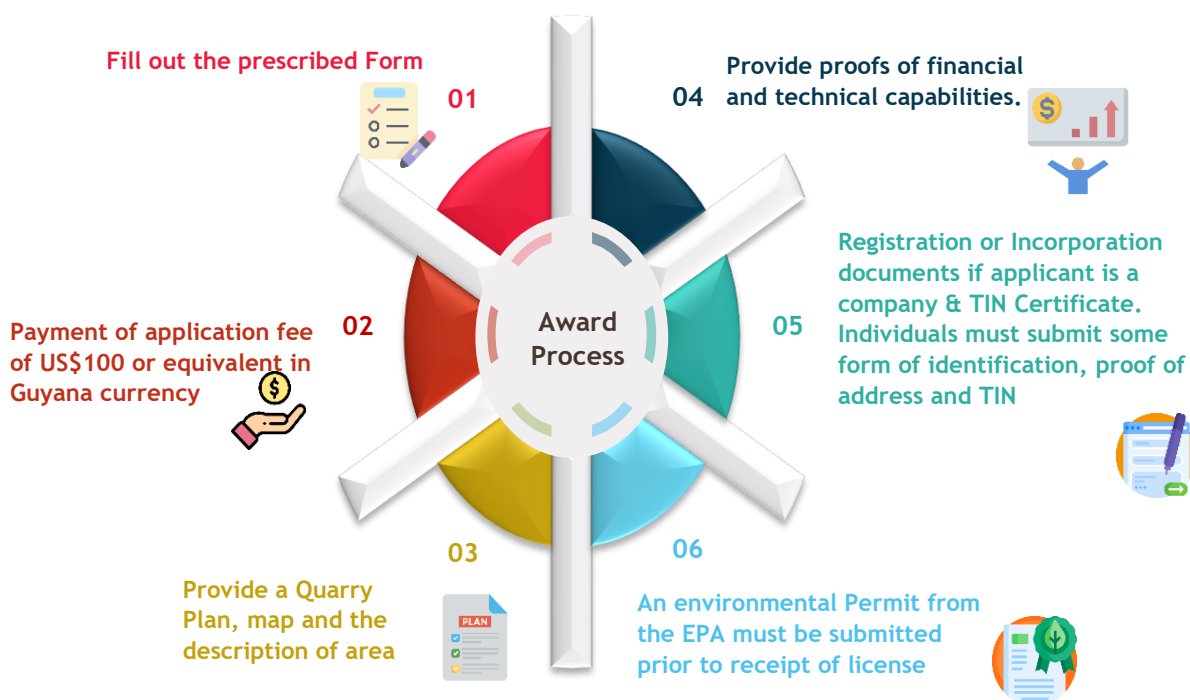 Fill out the prescribed Form
01
Payment of application fee
of US$100 or equivalent in
Guyana currency
02
03
Provide a Quarry
Plan, map and the
description of area
PLAN
Award
Process
04
Provide proofs of financial
and technical capabilities.
$
05
Registration or Incorporation
documents if applicant is a
company & TIN Certificate.
Individuals must submit some
form of identification, proof of
address and TIN
06
An environmental Permit from
the EPA must be submitted
prior to receipt of license
$